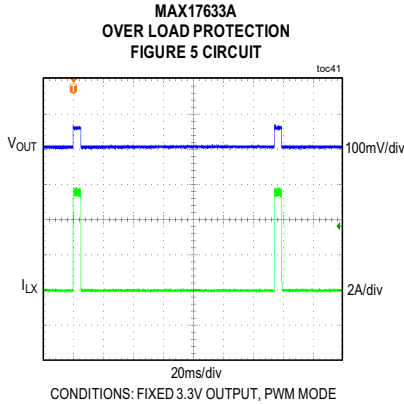 MAX17633A
OVER LOAD PROTECTION
FIGURE 5 CIRCUIT
toc41
T
VOUT
100mV/div
ILX
2A/div
20ms/div
CONDITIONS: FIXED 3.3V OUTPUT, PWM MODE